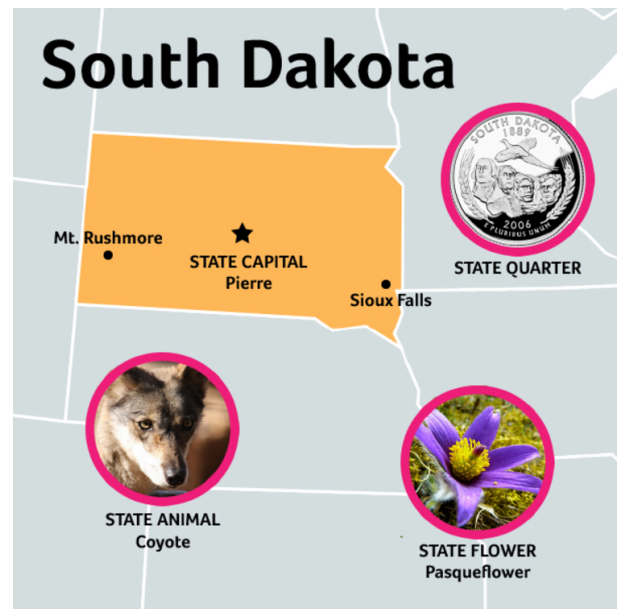 South Dakota
SOUTH DAKOTA
1889
2006
E PLURIBUS UNUM
STATE QUARTER
Mt. Rushmore
STATE CAPITAL
Pierre
Sioux Falls
STATE ANIMAL
Coyote
STATE FLOWER
Pasqueflower